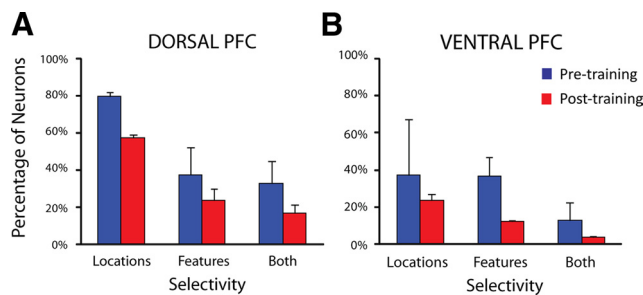 A
DORSAL PFC
Percentage of Neurons
100%
80%
60%
40%
20%
0%
Locations
Features
Both
Selectivity
B
VENTRAL PFC
Pre-training
Post-training
100%
80%
60%
40%
20%
0%
Locations
Features
Both
Selectivity